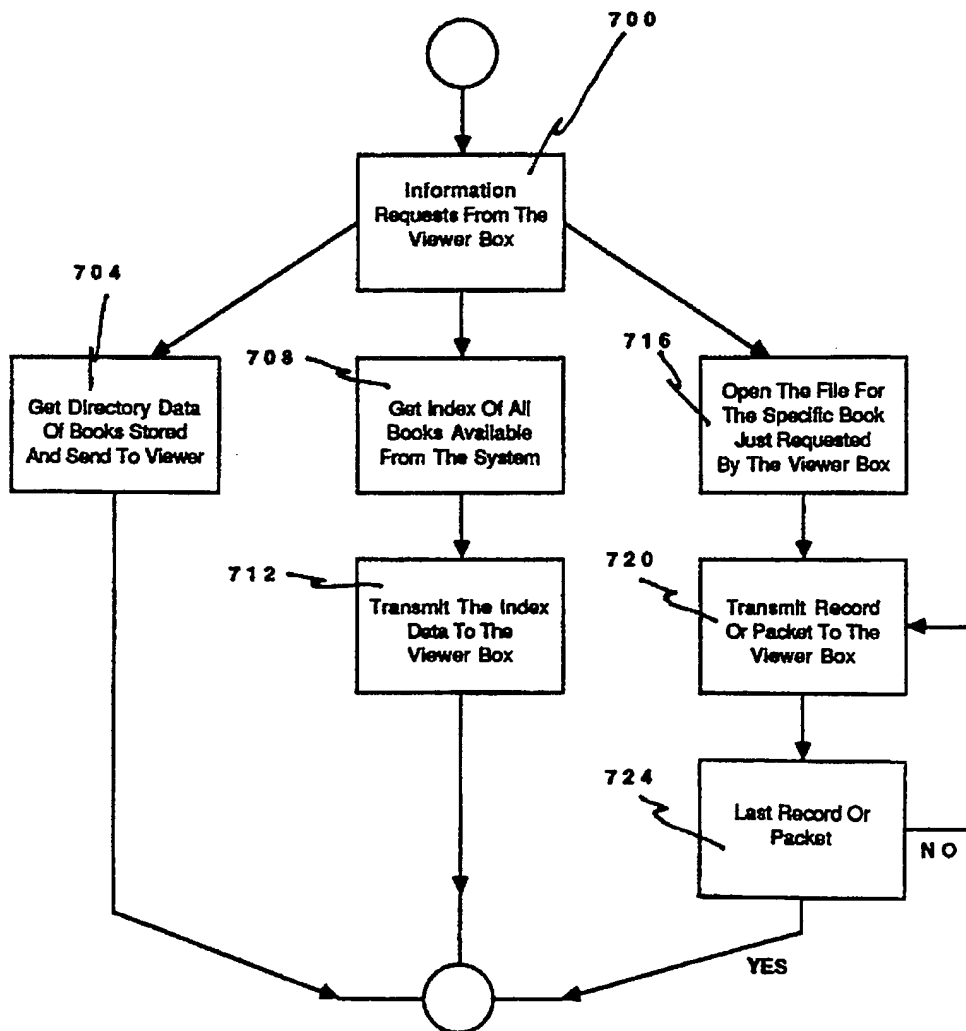 700
Information
Requests From The
Viewer Box
704
Get Directory Data
Of Books Stored
And Send To Viewer
708
Get Index Of All
Books Available
From The System
716
Open The File For
The Specific Book
Just Requested
By The Viewer Box
712
Transmit The Index
Data To The
Viewer Box
720
Transmit Record
Or Packet To The
Viewer Box
724
Last Record Or
Packet
NO
YES